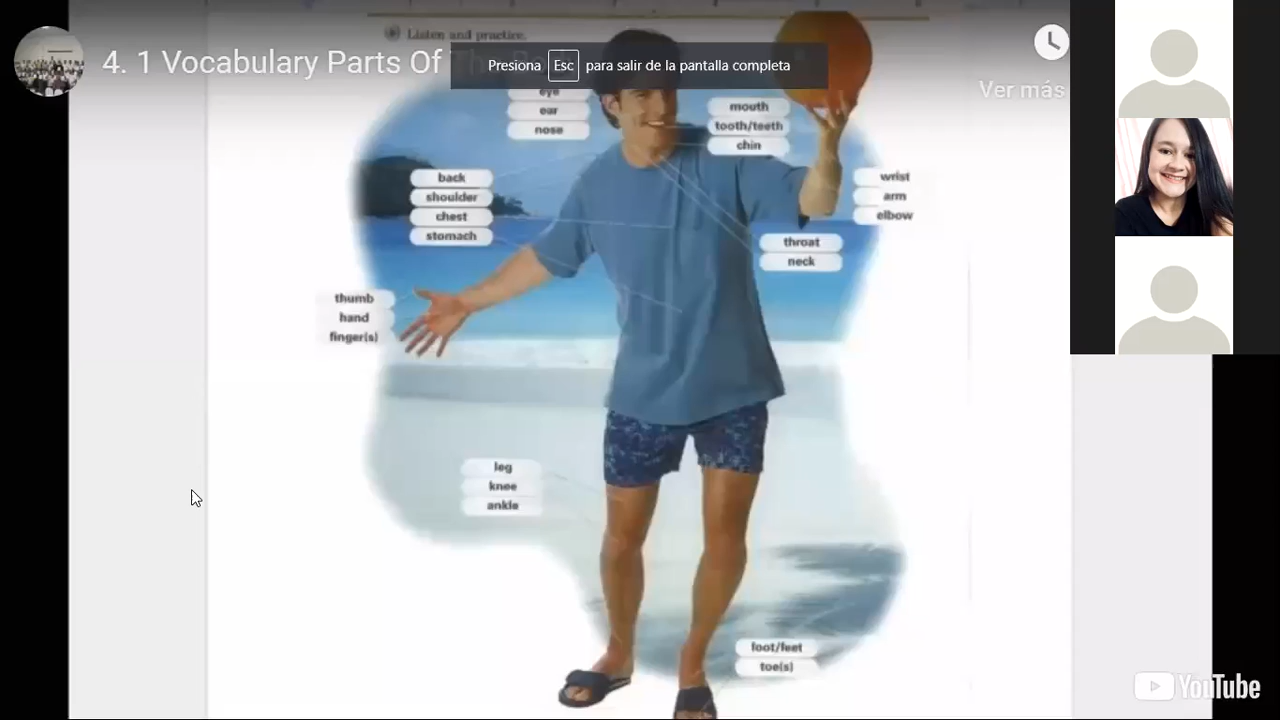 Listen and practice.
4. 1 Vocabulary Parts Of
Presiona Esc para salir de la pantalla completa
Ver más
eye
ear
nose
mouth
tooth/teeth
chin
back
shoulder
chest
stomach
wrist
arm
elbow
throat
neck
thumb
hand
finger(s)
leg
knee
ankle
foot/feet
toe(s)
YouTube